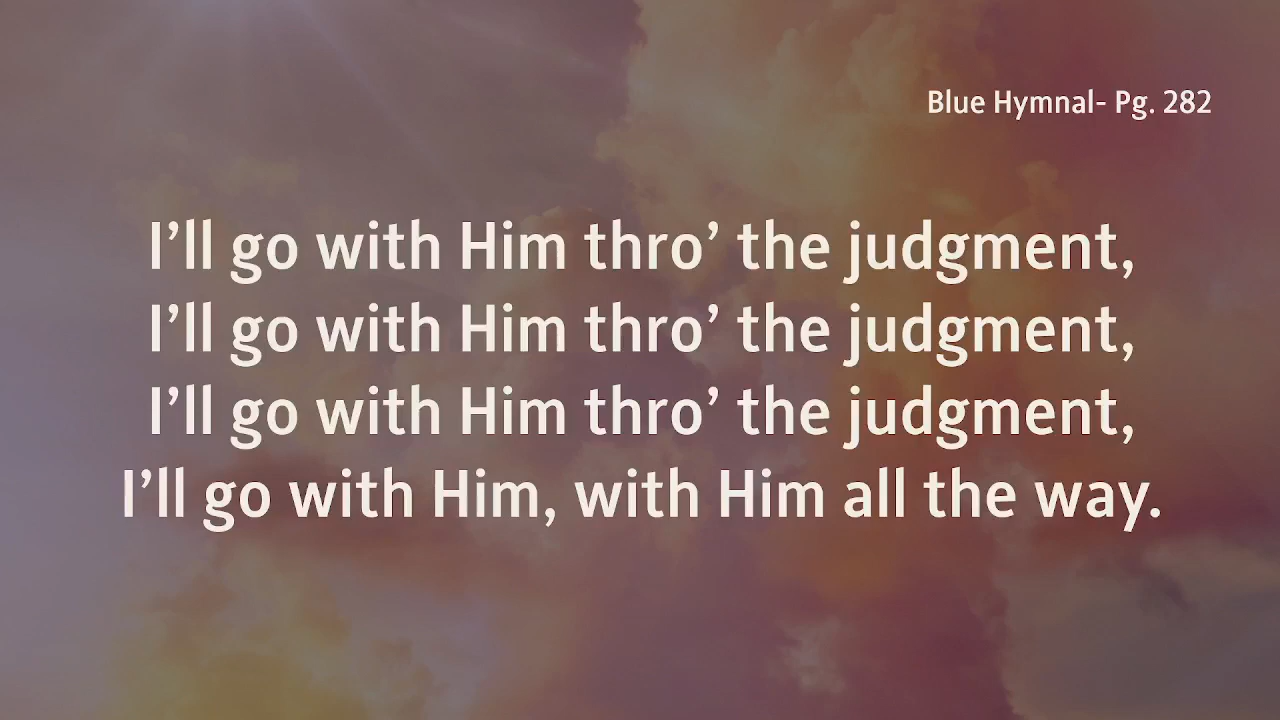 Blue Hymnal- Pg. 282
I’ll go with Him thro’ the judgment,
I’ll go with Him thro’ the judgment,
I’ll go with Him thro’ the judgment,
I’ll go with Him, with Him all the way.